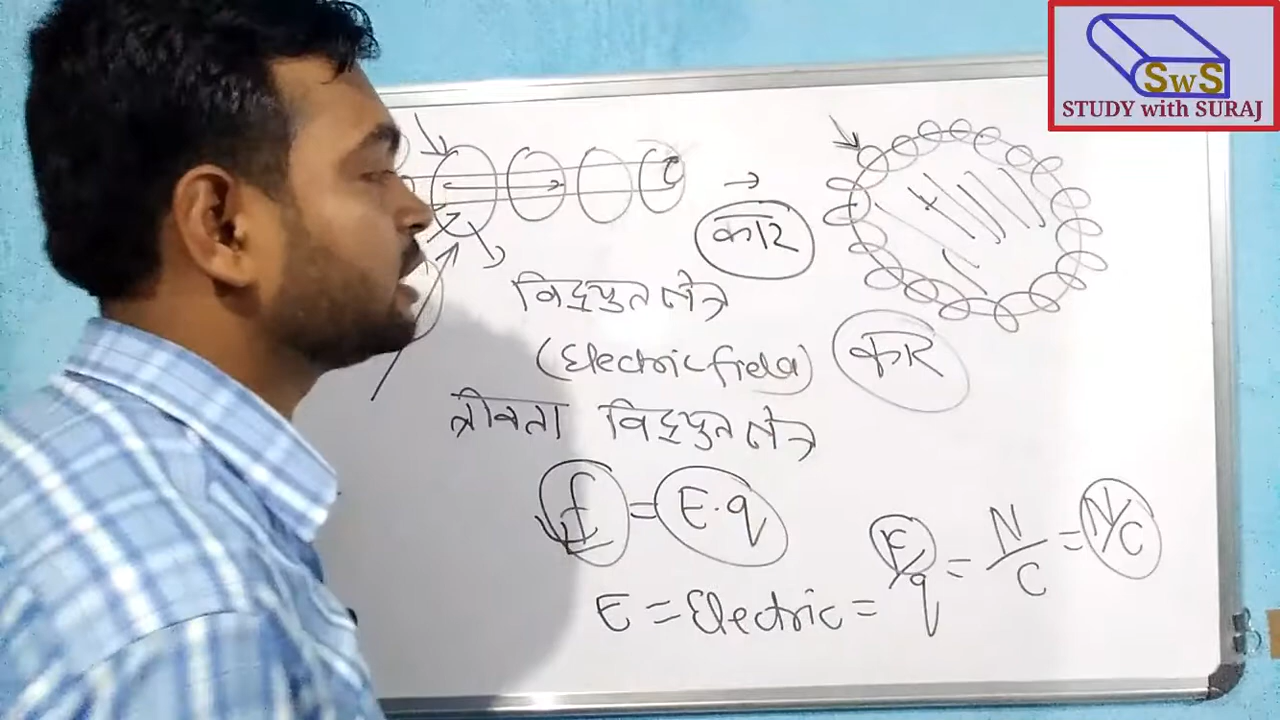 SwS
STUDY with SURAJ
कार
विद्युत क्षेत्र
(Electric field) कार
तीव्रता विद्युत क्षेत्र
f = E.q
E = Electric = F/q = N/C = N/C